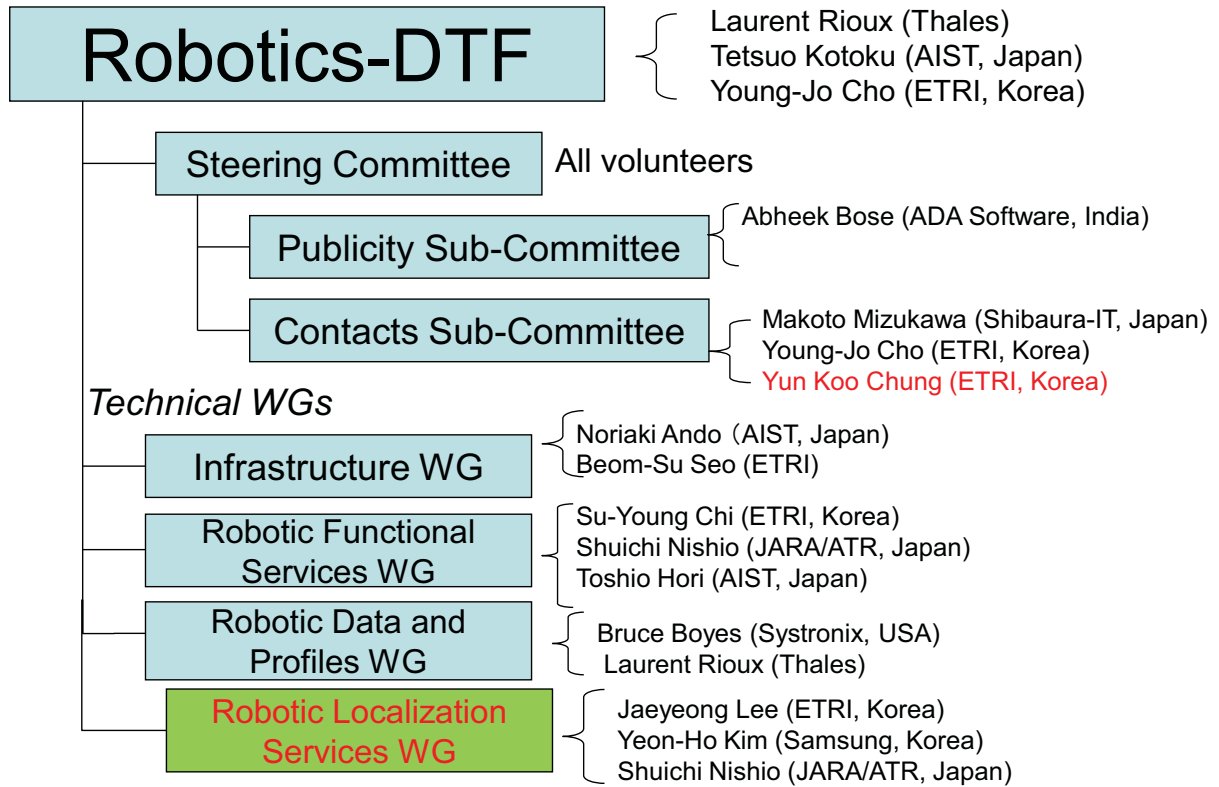 Robotics-DTF
Laurent Rioux (Thales)
Tetsuo Kotoku (AIST, Japan)
Young-Jo Cho (ETRI, Korea)
Steering Committee
All volunteers
Publicity Sub-Committee
Abheek Bose (ADA Software, India)
Contacts Sub-Committee
Makoto Mizukawa (Shibaura-IT, Japan)
Young-Jo Cho (ETRI, Korea)
Yun Koo Chung (ETRI, Korea)
Technical WGs
Infrastructure WG
Noriaki Ando（AIST, Japan)
Beom-Su Seo (ETRI)
Robotic Functional
Services WG
Su-Young Chi (ETRI, Korea)
Shuichi Nishio (JARA/ATR, Japan)
Toshio Hori (AIST, Japan)
Robotic Data and
Profiles WG
Bruce Boyes (Systronix, USA)
Laurent Rioux (Thales)
Robotic Localization
Services WG
Jaeyeong Lee (ETRI, Korea)
Yeon-Ho Kim (Samsung, Korea)
Shuichi Nishio (JARA/ATR, Japan)